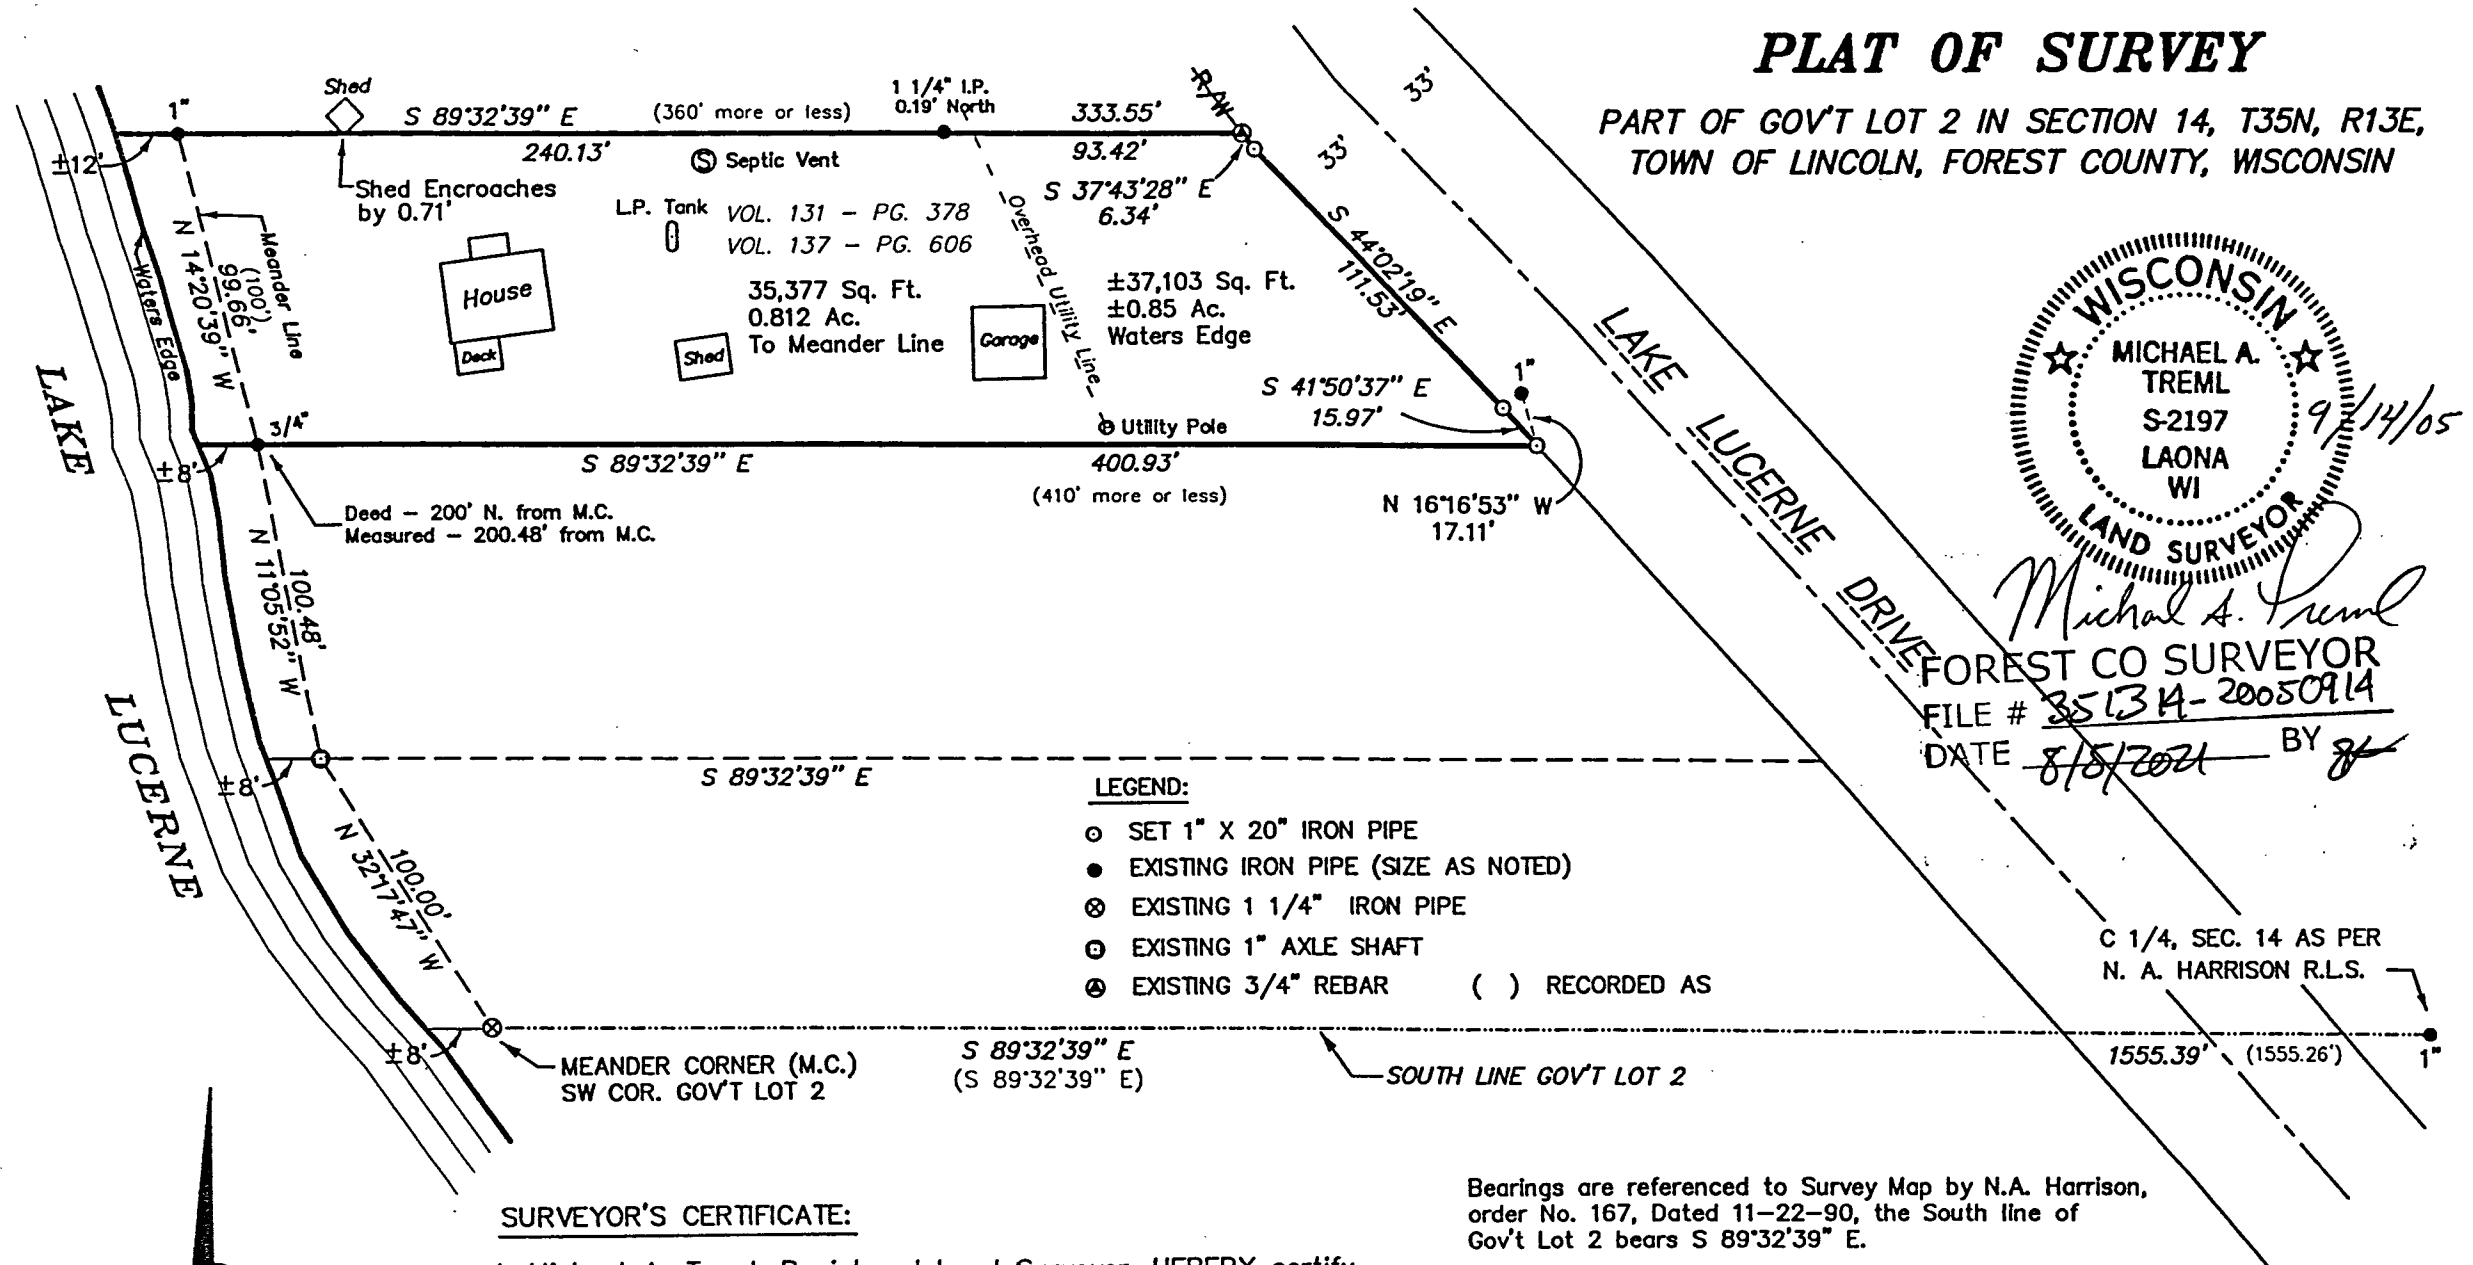 PLAT OF SURVEY
PART OF GOV'T LOT 2 IN SECTION 14, T35N, R13E,
TOWN OF LINCOLN, FOREST COUNTY, WISCONSIN
Shed
1"
S 89°32'39" E
(360' more or less)
1 1/4" I.P.
0.19' North
333.55'
R/W
33'
33'
±12'
240.13'
Septic Vent
93.42'
Shed Encroaches
by 0.71'
S 37°43'28" E
6.34'
L.P. Tank
VOL. 131 - PG. 378
VOL. 137 - PG. 606
Overhead Utility Line
S 44°02'19" E
111.53'
Waters Edge
N 14°20'39" W
99.66'
(100')
Meander Line
House
Deck
Shed
35,377 Sq. Ft.
0.812 Ac.
To Meander Line
Garage
±37,103 Sq. Ft.
±0.85 Ac.
Waters Edge
S 41°50'37" E
15.97'
1"
Utility Pole
3/4"
±8'
S 89°32'39" E
400.93'
(410' more or less)
N 16°16'53" W
17.11'
Deed - 200' N. from M.C.
Measured - 200.48' from M.C.
LAKE LUCERNE DRIVE
WISCONSIN
MICHAEL A.
TREML
S-2197
LAONA
WI
LAND SURVEYOR
9/14/05
Michael A. Treml
FOREST CO SURVEYOR
FILE # 351314-20050914
DATE 8/5/2021 BY
LAKE LUCERNE
N 11°05'52" W
100.48'
±8'
S 89°32'39" E
N 32°17'47" W
100.00'
LEGEND:
SET 1" X 20" IRON PIPE
EXISTING IRON PIPE (SIZE AS NOTED)
EXISTING 1 1/4" IRON PIPE
EXISTING 1" AXLE SHAFT
EXISTING 3/4" REBAR ( ) RECORDED AS
C 1/4, SEC. 14 AS PER
N. A. HARRISON R.L.S.
±8'
MEANDER CORNER (M.C.)
SW COR. GOV'T LOT 2
S 89°32'39" E
(S 89°32'39" E)
SOUTH LINE GOV'T LOT 2
1555.39' (1555.26')
1"
Bearings are referenced to Survey Map by N.A. Harrison,
order No. 167, Dated 11-22-90, the South line of
Gov't Lot 2 bears S 89°32'39" E.
SURVEYOR'S CERTIFICATE:
I, Michael A. Treml, Registered Land Surveyor, HEREBY certify